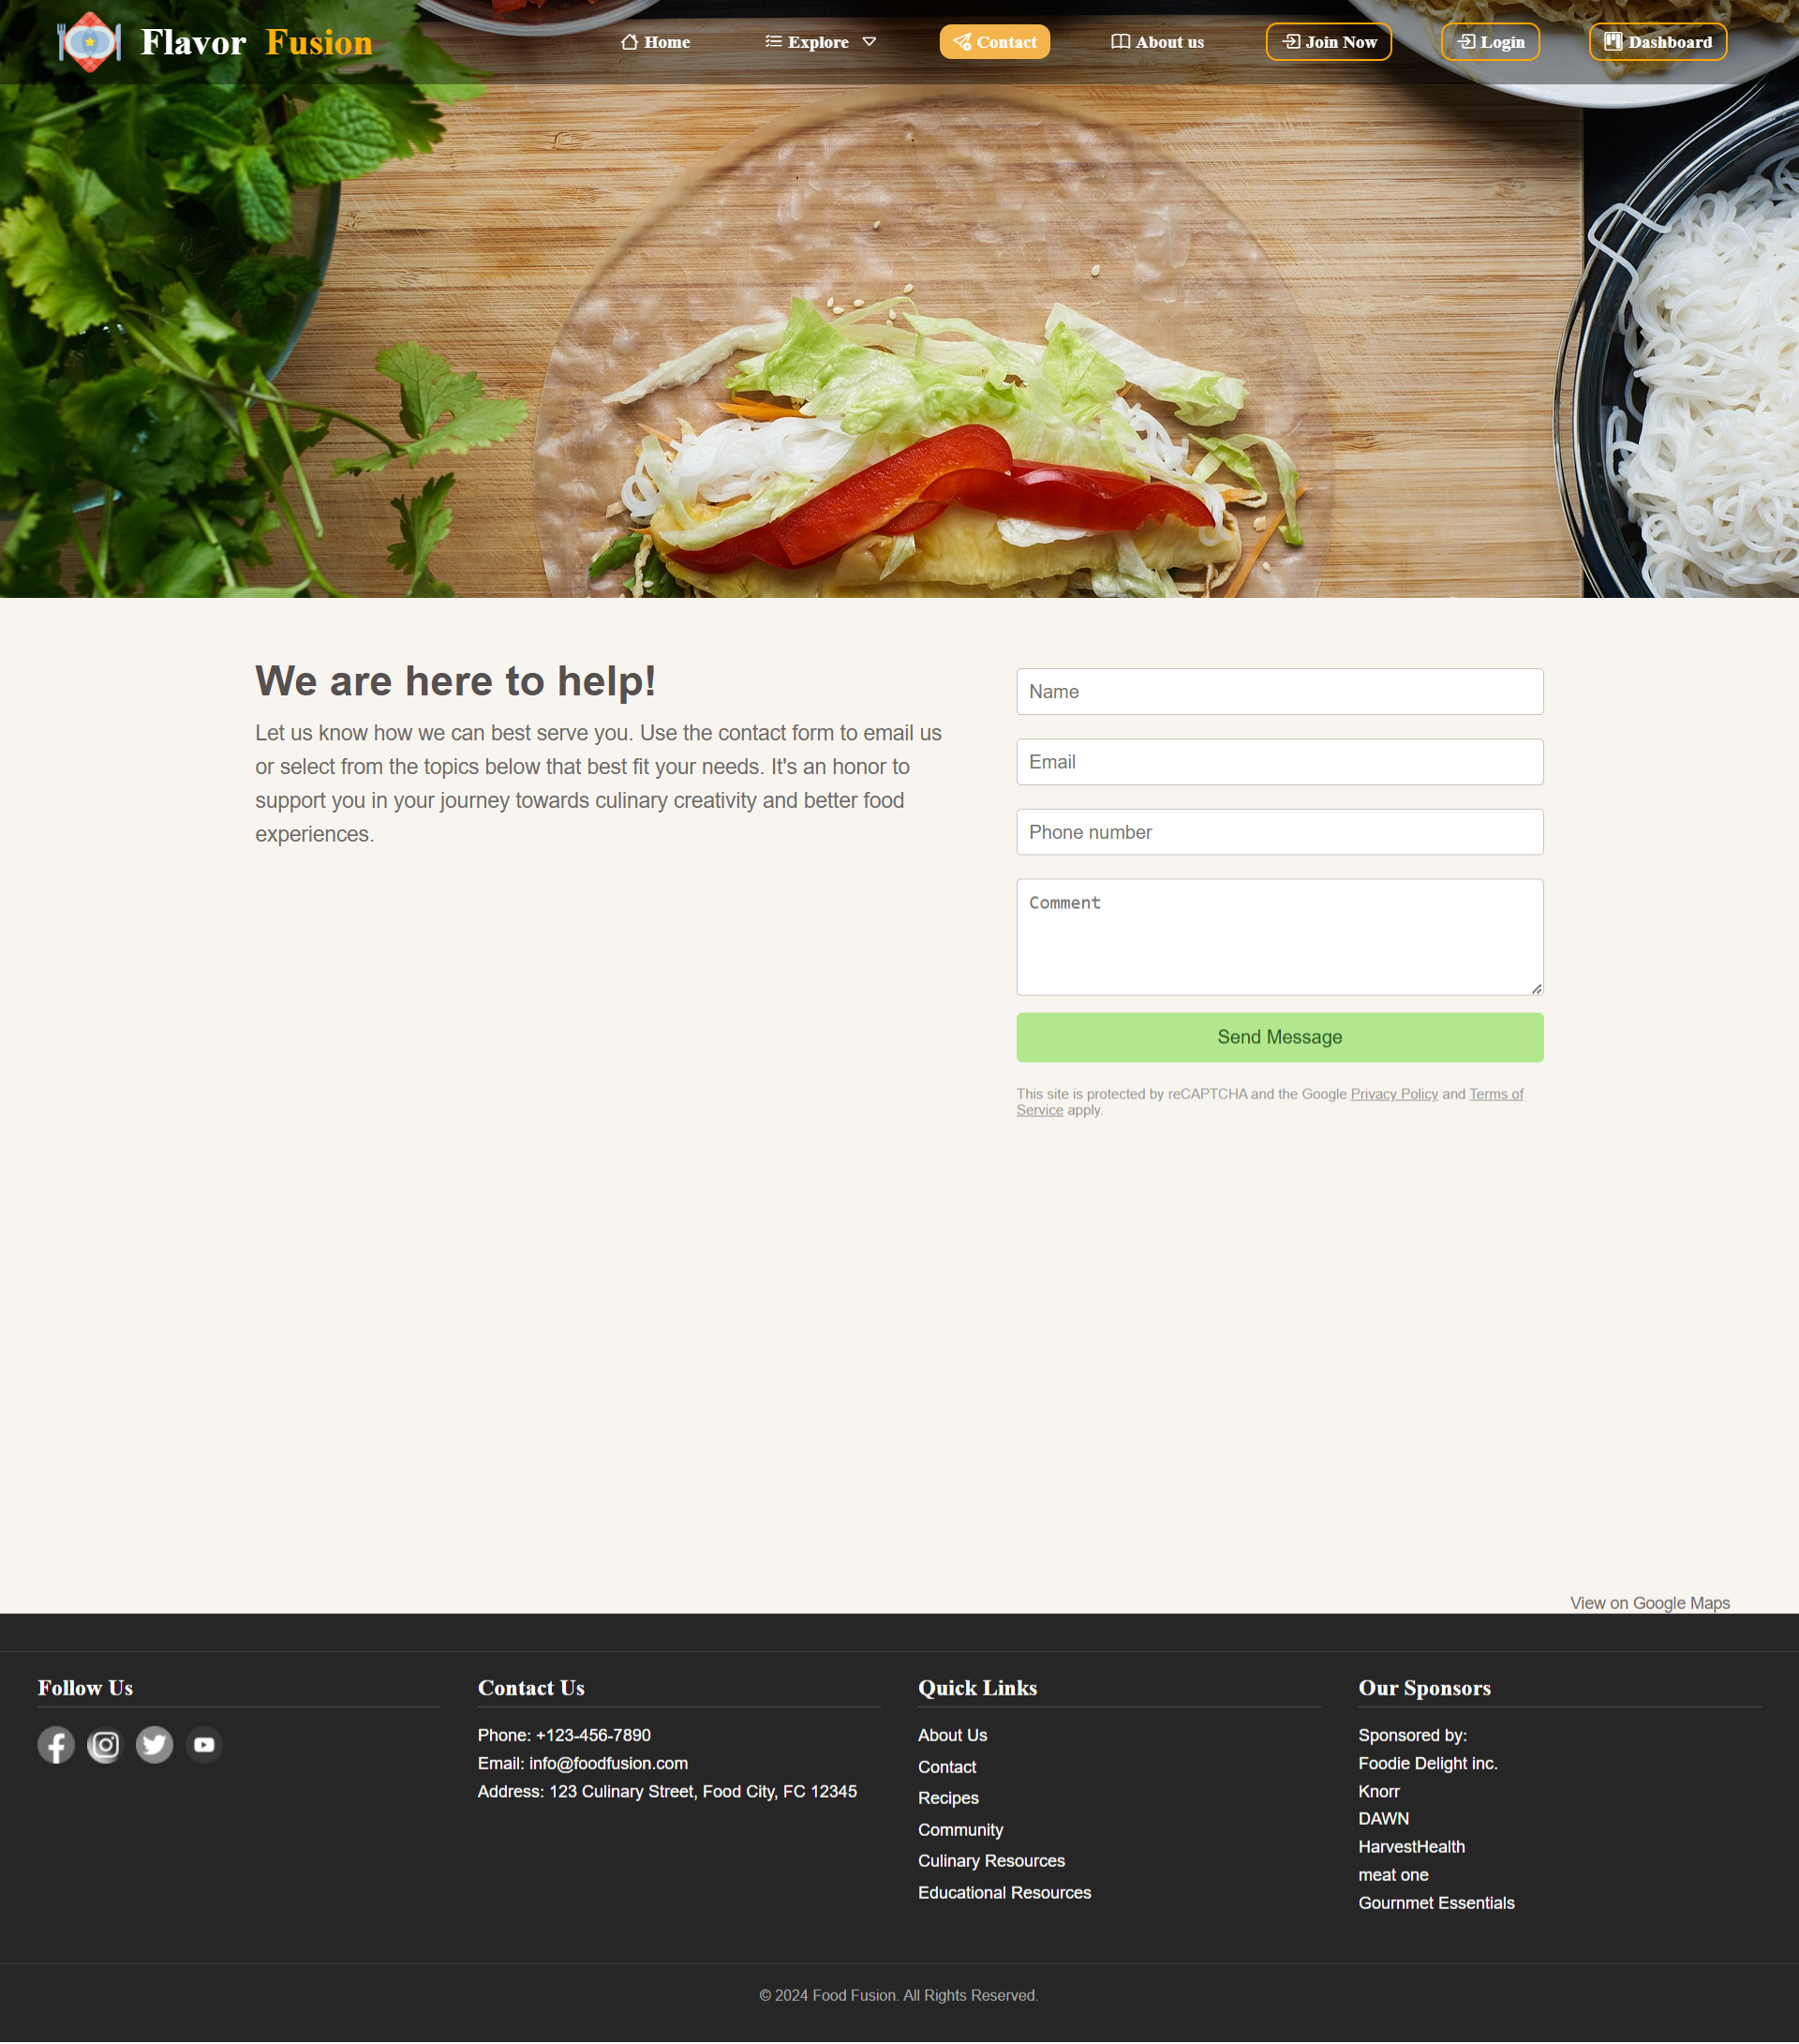 Flavor Fusion
Home
Explore
Contact
About us
Join Now
Login
Dashboard
We are here to help!
Let us know how we can best serve you. Use the contact form to email us
or select from the topics below that best fit your needs. It's an honor to
support you in your journey towards culinary creativity and better food
experiences.
Name
Email
Phone number
Comment
Send Message
This site is protected by reCAPTCHA and the Google Privacy Policy and Terms of
Service apply.
View on Google Maps
Follow Us
Contact Us
Phone: +123-456-7890
Email: info@foodfusion.com
Address: 123 Culinary Street, Food City, FC 12345
Quick Links
About Us
Contact
Recipes
Community
Culinary Resources
Educational Resources
Our Sponsors
Sponsored by:
Foodie Delight inc.
Knorr
DAWN
HarvestHealth
meat one
Gournmet Essentials
© 2024 Food Fusion. All Rights Reserved.